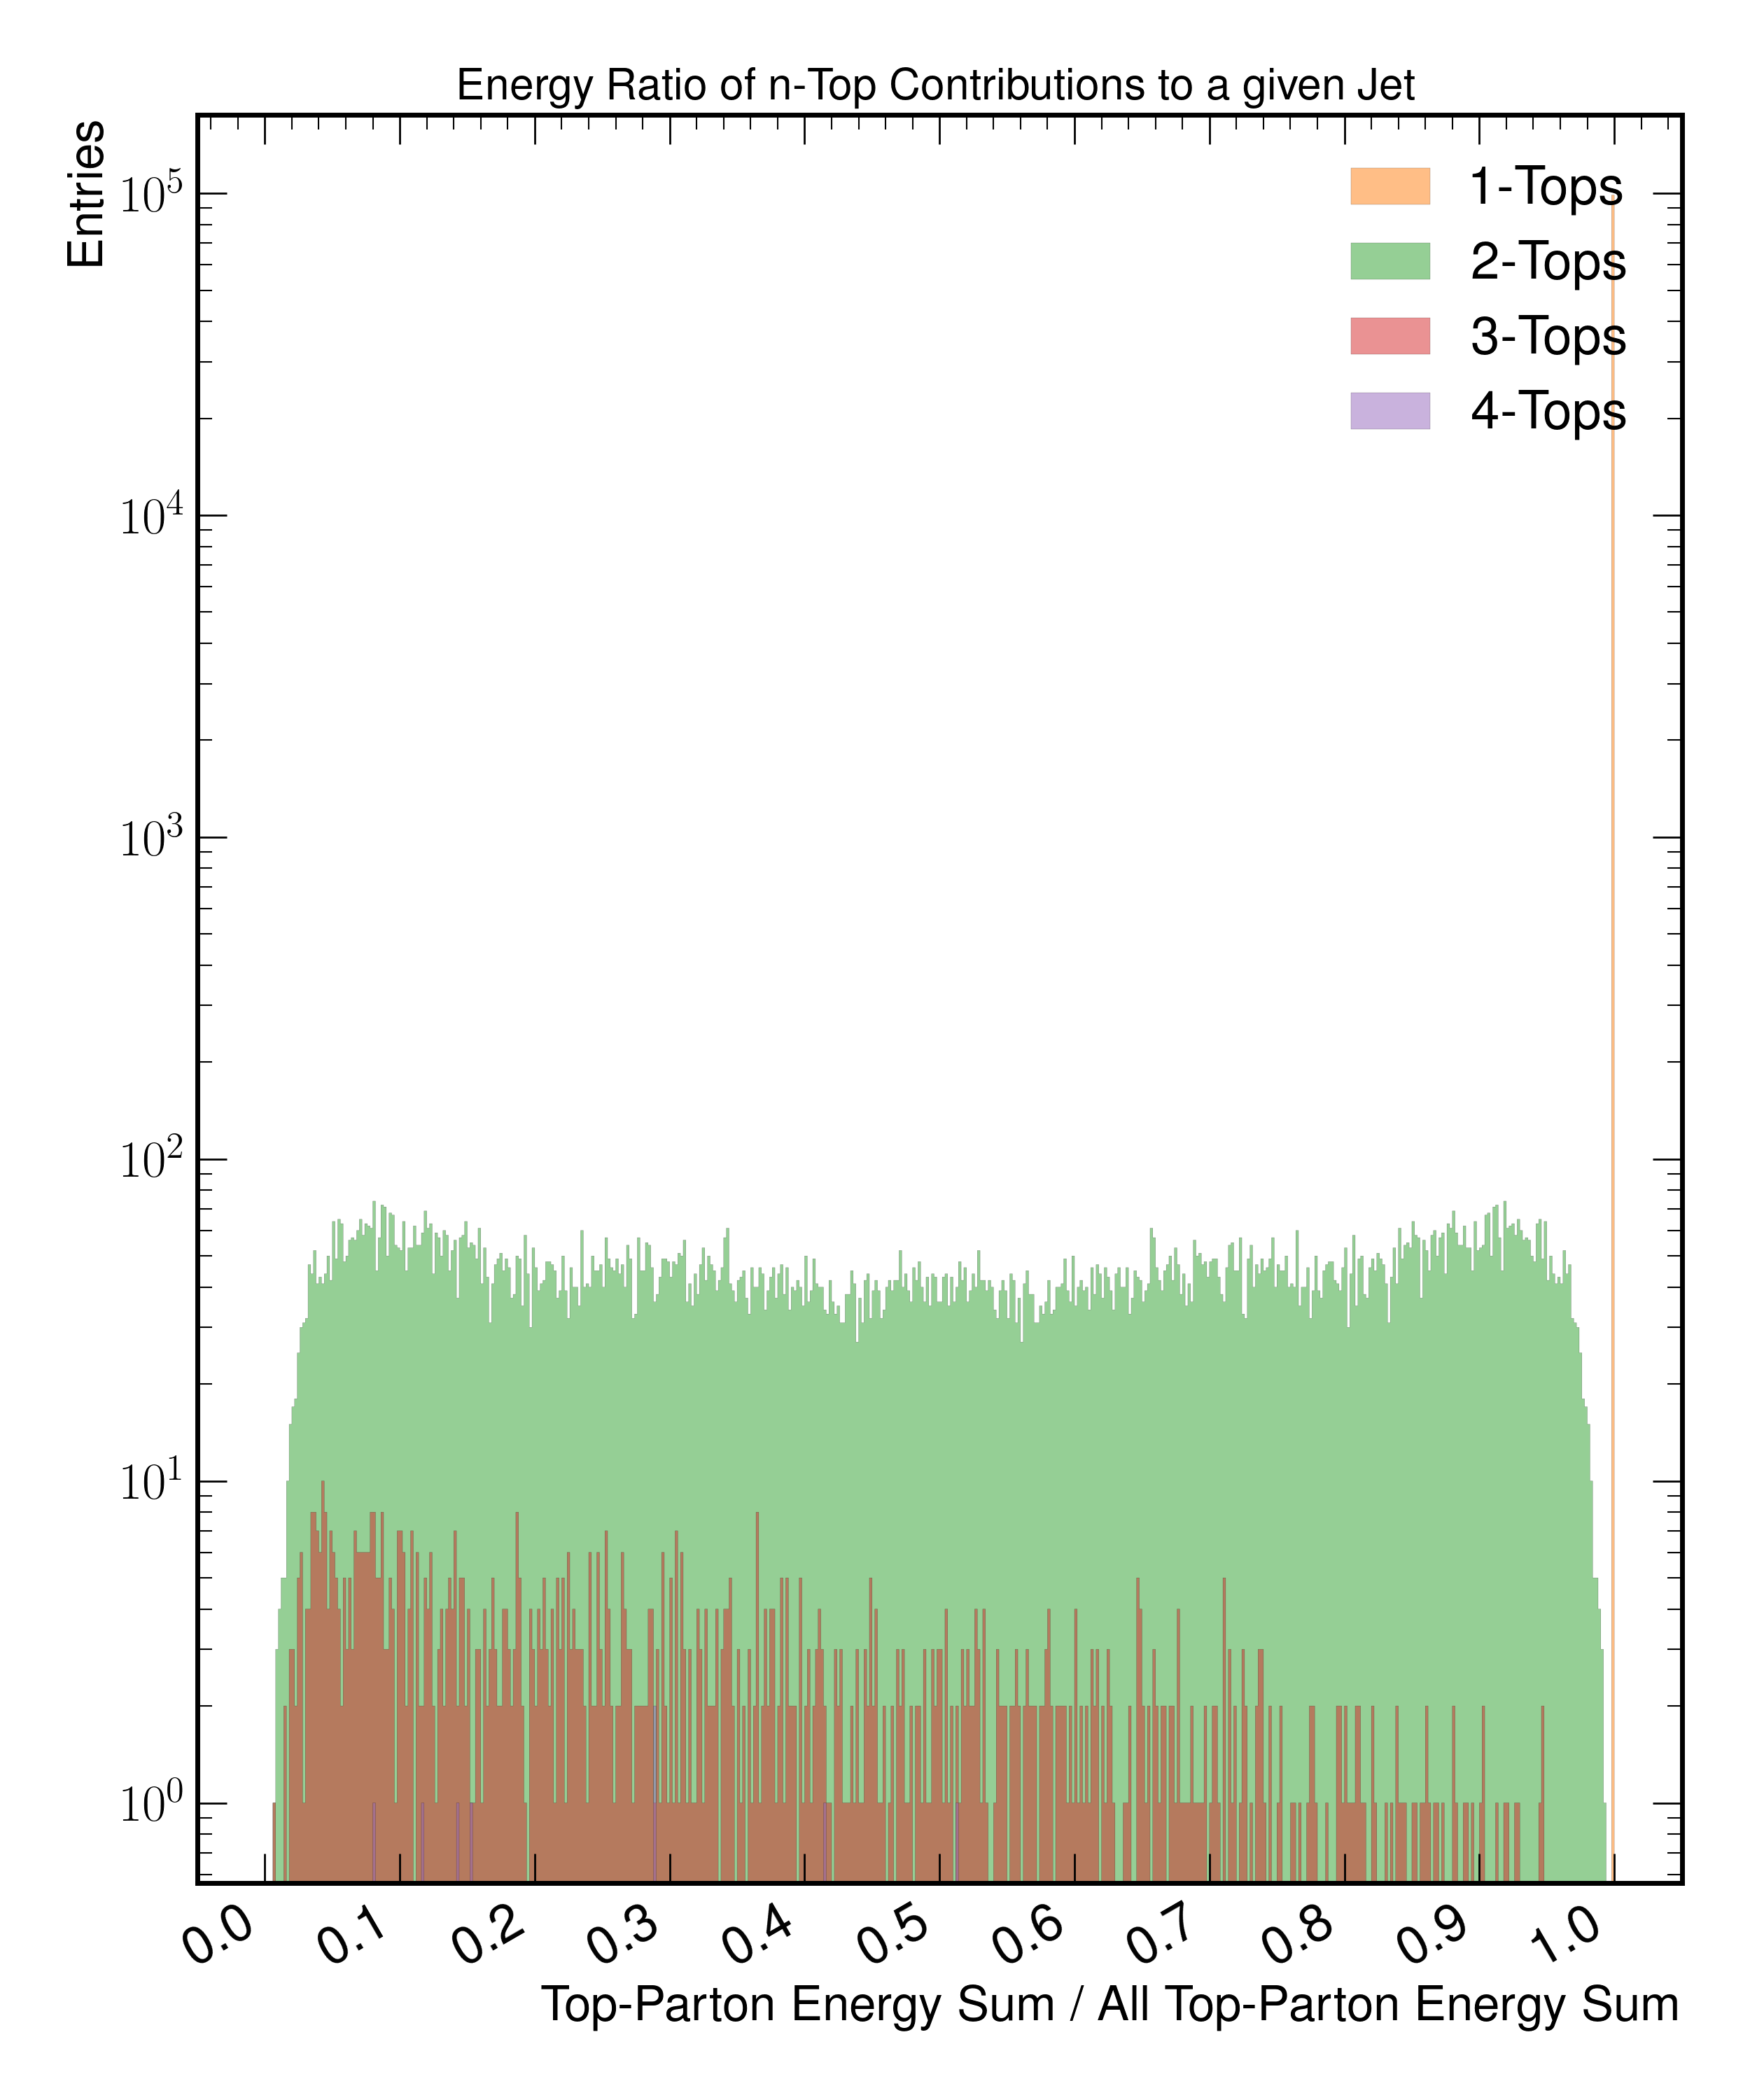 Energy Ratio of n-Top Contributions to a given Jet
Entries
10^5
10^4
10^3
10^2
10^1
10^0
1-Tops
2-Tops
3-Tops
4-Tops
0.0 0.1 0.2 0.3 0.4 0.5 0.6 0.7 0.8 0.9 1.0
Top-Parton Energy Sum / All Top-Parton Energy Sum